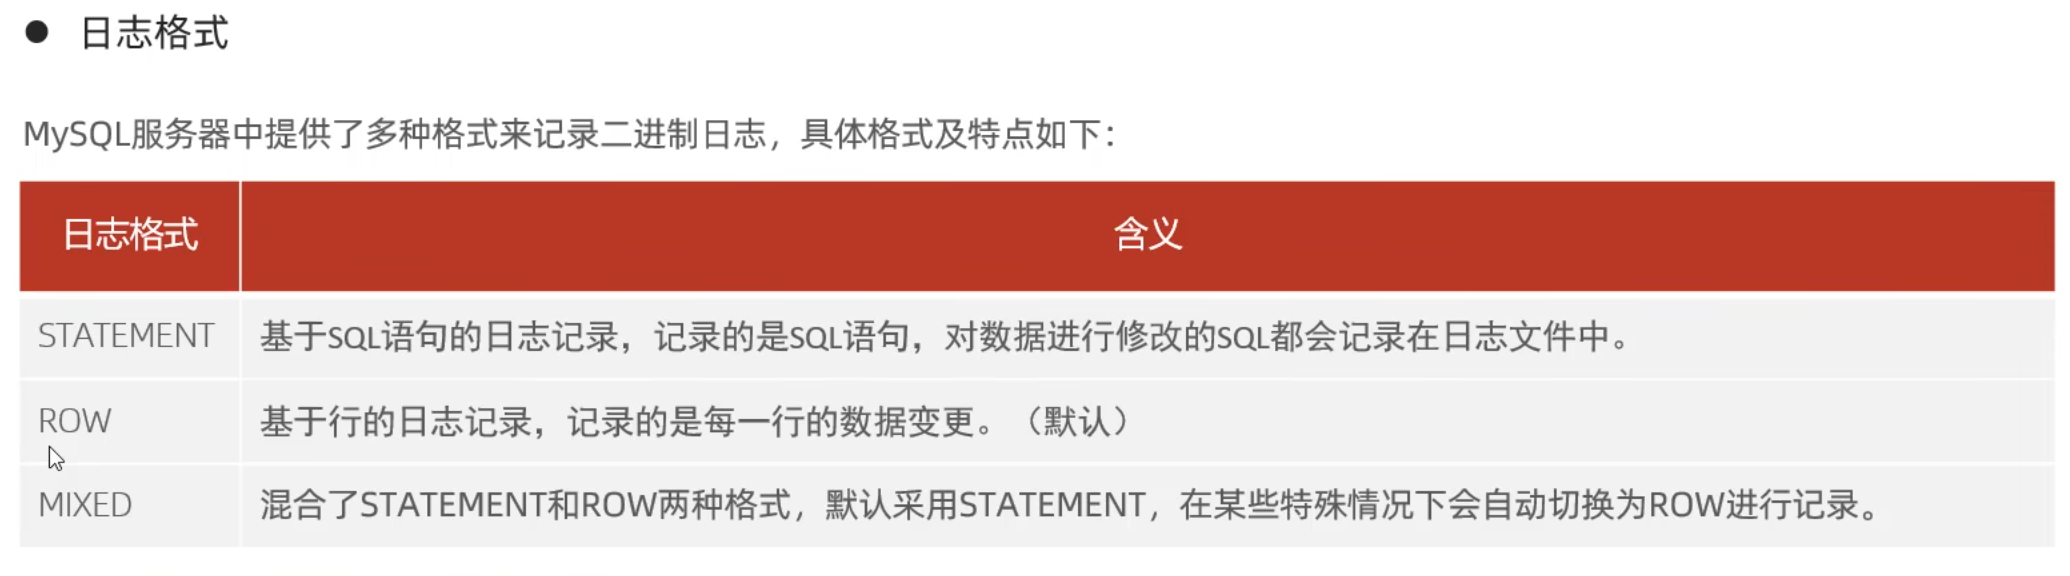 ● 日志格式
MySQL服务器中提供了多种格式来记录二进制日志，具体格式及特点如下：
日志格式 含义
STATEMENT 基于SQL语句的日志记录，记录的是SQL语句，对数据进行修改的SQL都会记录在日志文件中。
ROW 基于行的日志记录，记录的是每一行的数据变更。（默认）
MIXED 混合了STATEMENT和ROW两种格式，默认采用STATEMENT，在某些特殊情况下会自动切换为ROW进行记录。